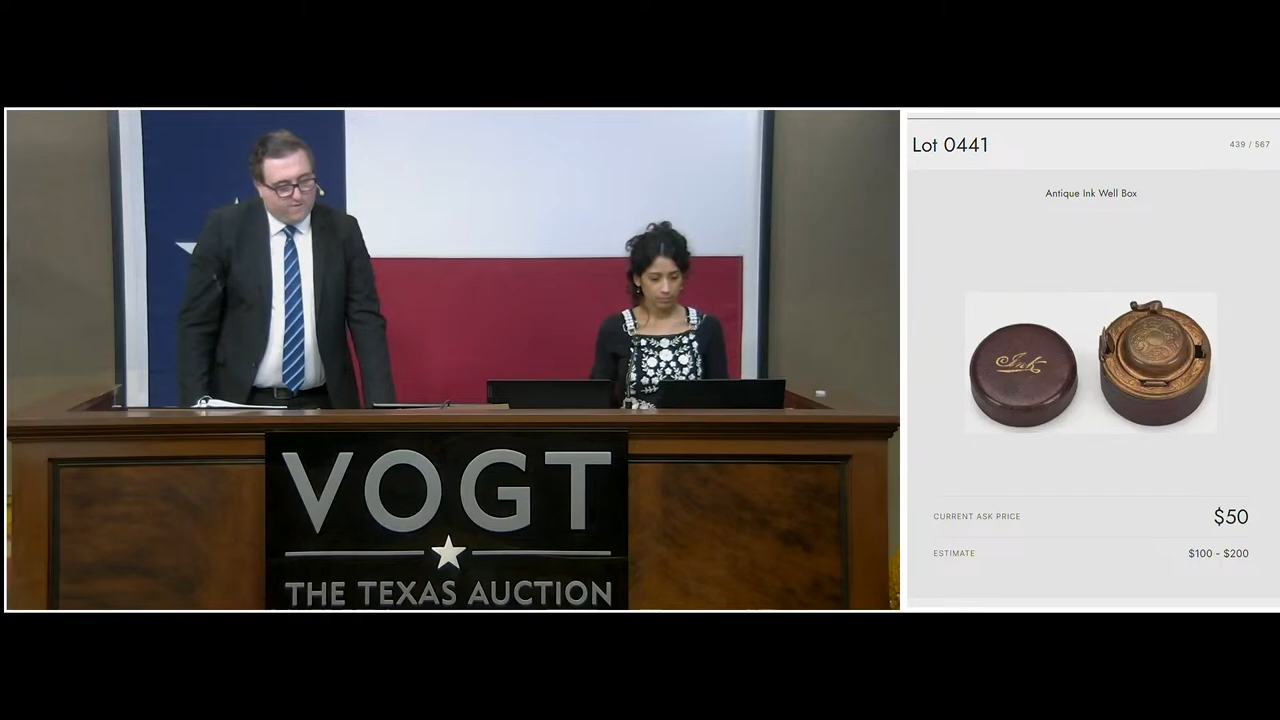 Lot 0441
439 / 567
Antique Ink Well Box
Ink
CURRENT ASK PRICE
$50
ESTIMATE
$100 - $200
VOGT
THE TEXAS AUCTION